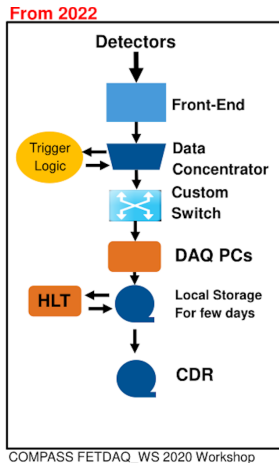 From 2022
Detectors
Front-End
Trigger
Logic
Data
Concentrator
Custom
Switch
DAQ PCs
HLT
Local Storage
For few days
CDR
COMPASS FETDAQ_WS 2020 Workshop